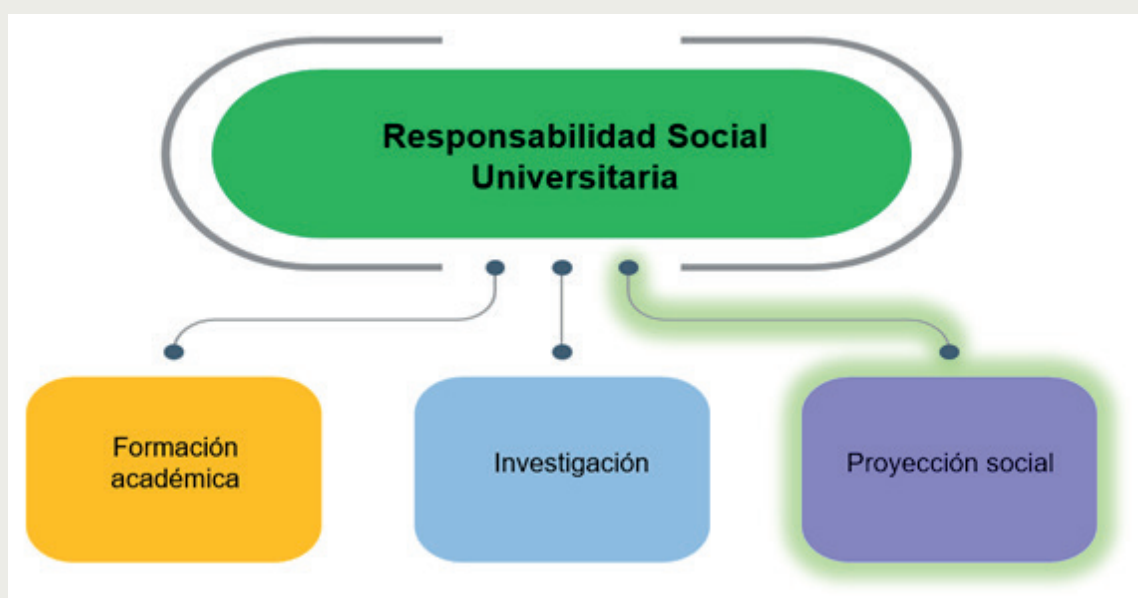 Responsabilidad Social
Universitaria
Formación
académica
Investigación
Proyección social